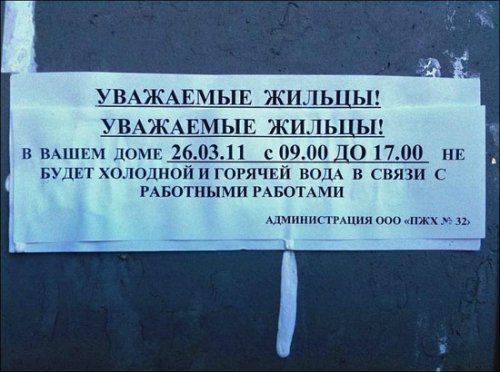 УВАЖАЕМЫЕ ЖИЛЬЦЫ!
УВАЖАЕМЫЕ ЖИЛЬЦЫ!
В ВАШЕМ ДОМЕ 26.03.11 с 09.00 ДО 17.00 НЕ
БУДЕТ ХОЛОДНОЙ И ГОРЯЧЕЙ ВОДА В СВЯЗИ С
РАБОТНЫМИ РАБОТАМИ
АДМИНИСТРАЦИЯ ООО «ПЖХ № 32»